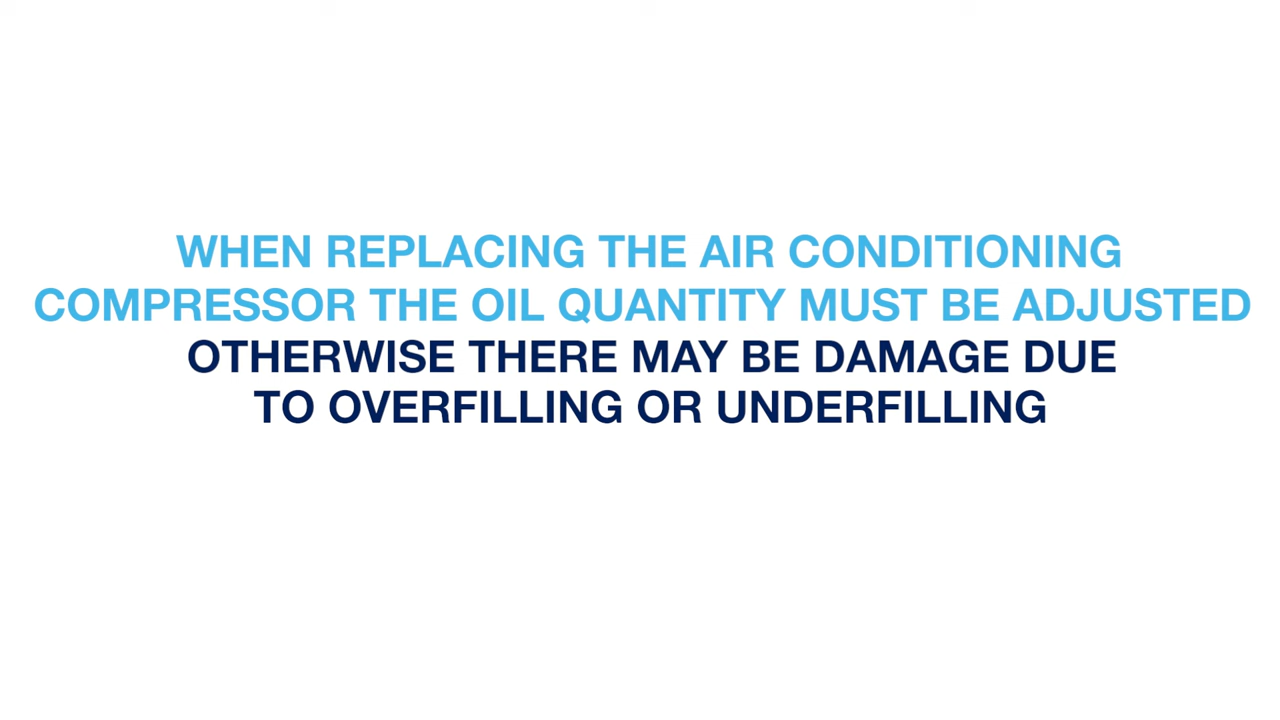 WHEN REPLACING THE AIR CONDITIONING
COMPRESSOR THE OIL QUANTITY MUST BE ADJUSTED
OTHERWISE THERE MAY BE DAMAGE DUE
TO OVERFILLING OR UNDERFILLING